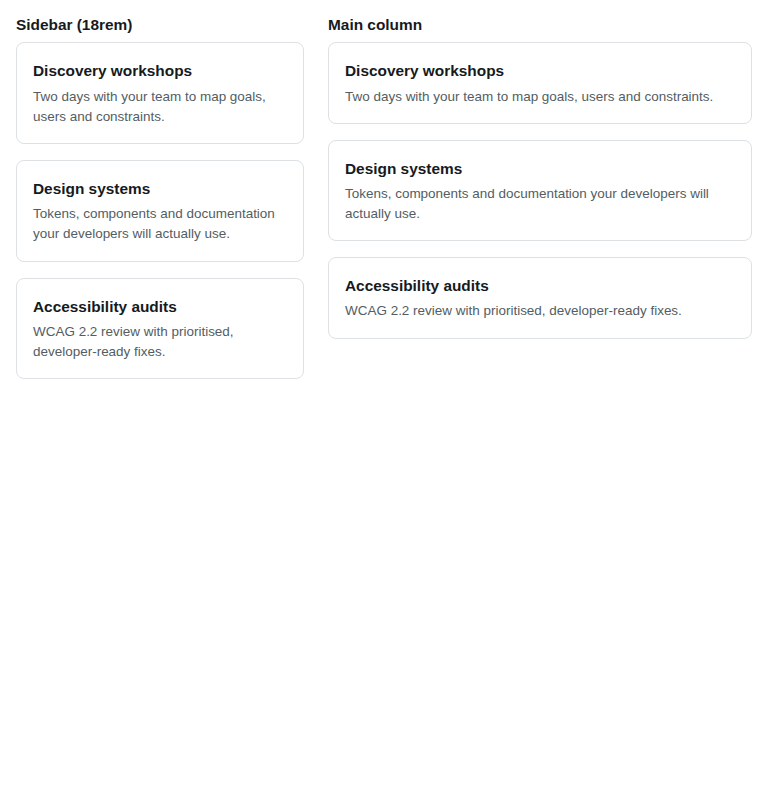 Sidebar (18rem)
Discovery workshops
Two days with your team to map goals,
users and constraints.
Design systems
Tokens, components and documentation
your developers will actually use.
Accessibility audits
WCAG 2.2 review with prioritised,
developer-ready fixes.
Main column
Discovery workshops
Two days with your team to map goals, users and constraints.
Design systems
Tokens, components and documentation your developers will
actually use.
Accessibility audits
WCAG 2.2 review with prioritised, developer-ready fixes.